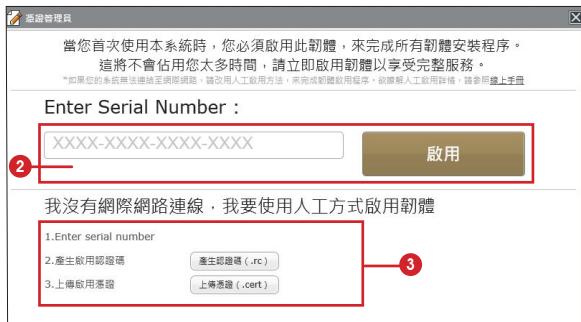 憑證管理員
當您首次使用本系統時，您必須啟用此韌體，來完成所有韌體安裝程序。
這將不會佔用您太多時間，請立即啟用韌體以享受完整服務。
*如果您的系統無法連結至網際網路，請改用人工啟用方法，來完成韌體啟用程序，欲瞭解人工啟用詳情，請參照線上手冊
Enter Serial Number：
XXXX-XXXX-XXXX-XXXX
啟用
2
我沒有網際網路連線，我要使用人工方式啟用韌體
1.Enter serial number
2.產生啟用認證碼 產生認證碼（.rc）
3
3.上傳啟用憑證 上傳憑證（.cert）